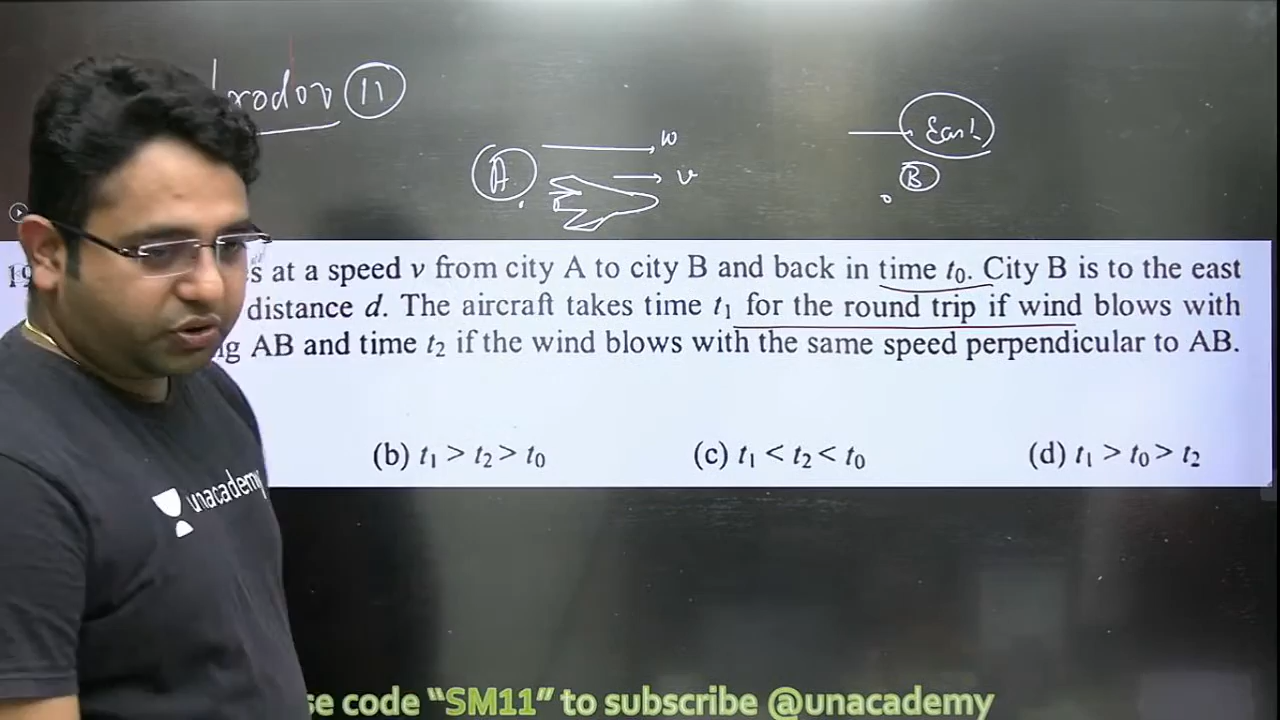 Irodov 11
w
A
v
East
B
19
s at a speed v from city A to city B and back in time t₀. City B is to the east
distance d. The aircraft takes time t₁ for the round trip if wind blows with
ng AB and time t₂ if the wind blows with the same speed perpendicular to AB.
(b) t₁ > t₂ > t₀ (c) t₁ < t₂ < t₀ (d) t₁ > t₀ > t₂
unacademy
se code "SM11" to subscribe @unacademy